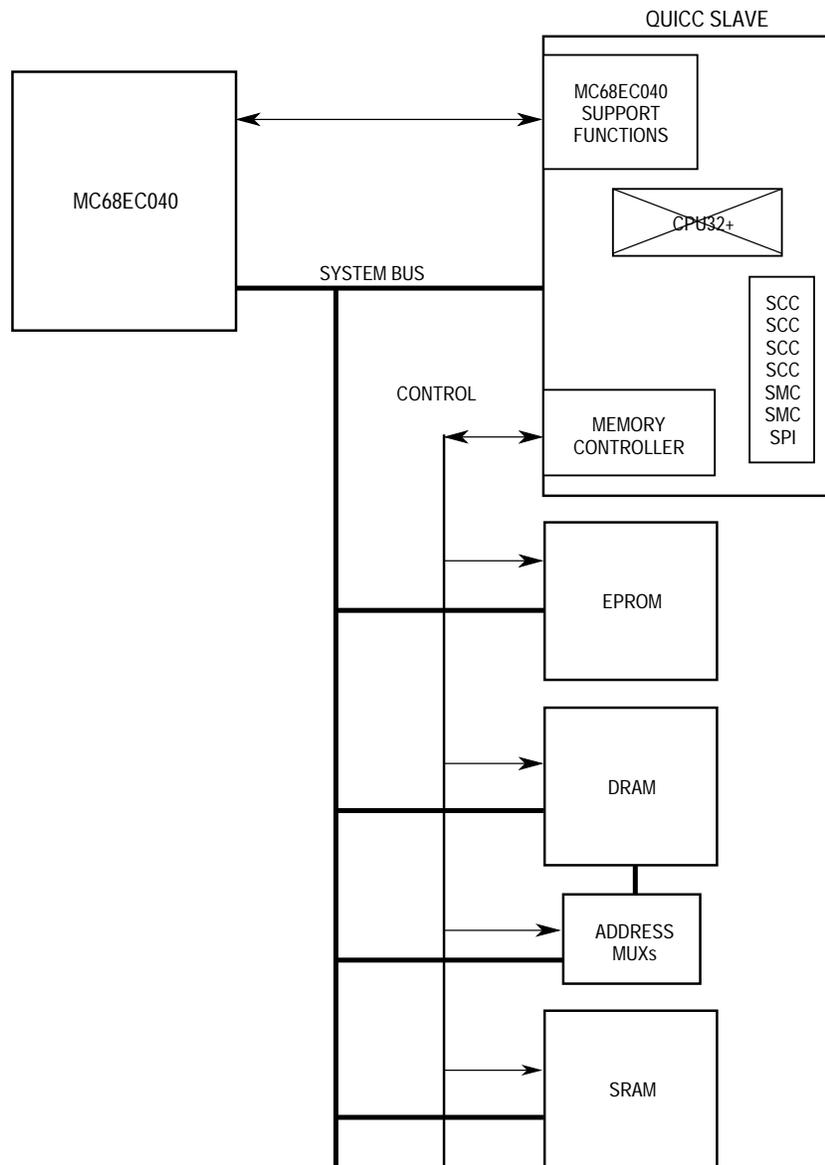 QUICC SLAVE
MC68EC040
SUPPORT
FUNCTIONS
MC68EC040
CPU32+
SYSTEM BUS
SCC
SCC
SCC
SCC
SMC
SMC
SPI
CONTROL
MEMORY
CONTROLLER
EPROM
DRAM
ADDRESS
MUXs
SRAM